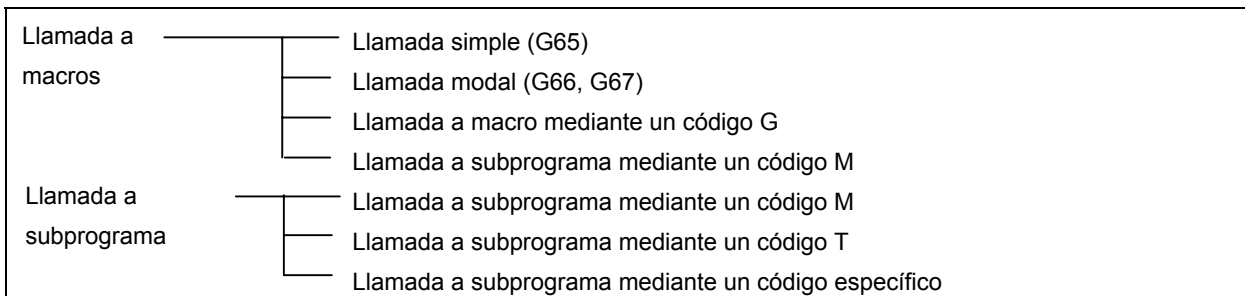 Llamada a
macros
Llamada simple (G65)
Llamada modal (G66, G67)
Llamada a macro mediante un código G
Llamada a subprograma mediante un código M
Llamada a
subprograma
Llamada a subprograma mediante un código M
Llamada a subprograma mediante un código T
Llamada a subprograma mediante un código específico